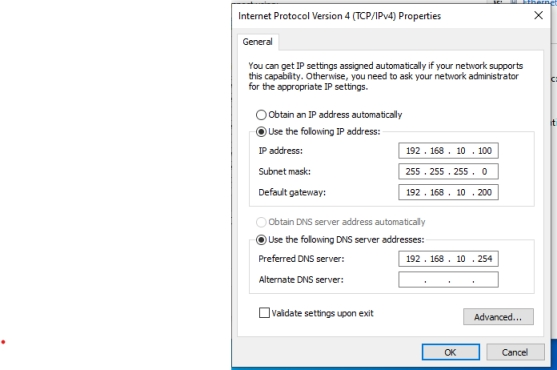 Ethernet
Internet Protocol Version 4 (TCP/IPv4) Properties
General
You can get IP settings assigned automatically if your network supports
this capability. Otherwise, you need to ask your network administrator
for the appropriate IP settings.
Obtain an IP address automatically
Use the following IP address:
IP address: 192 . 168 . 10 . 100
Subnet mask: 255 . 255 . 255 . 0
Default gateway: 192 . 168 . 10 . 200
Obtain DNS server address automatically
Use the following DNS server addresses:
Preferred DNS server: 192 . 168 . 10 . 254
Alternate DNS server: . . .
Validate settings upon exit
Advanced...
OK Cancel